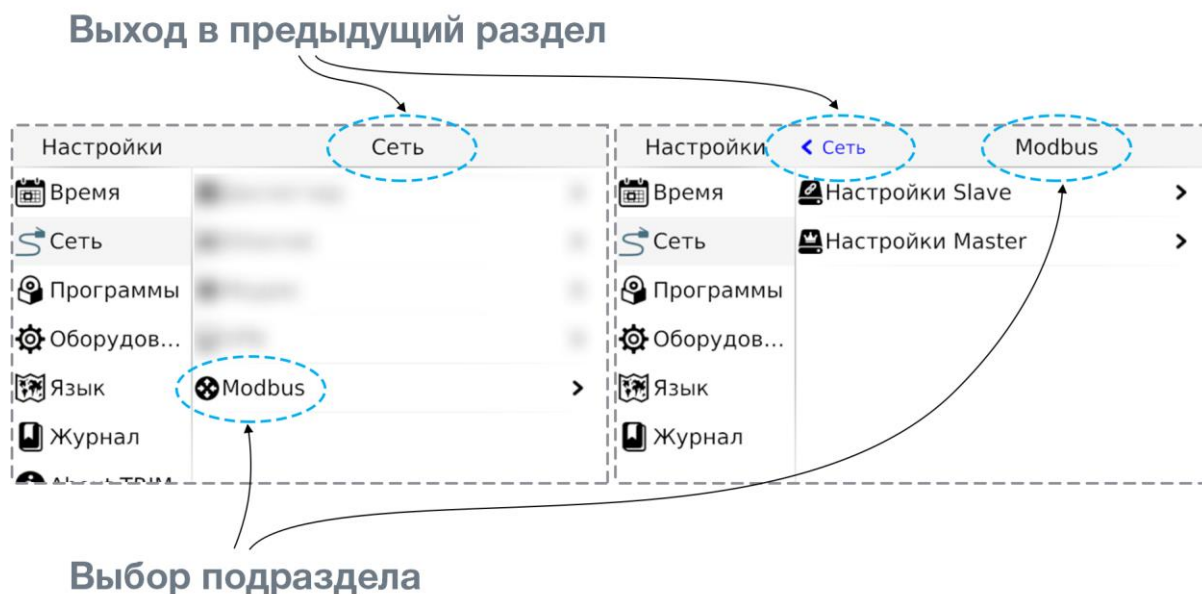 Выход в предыдущий раздел
Настройки
Сеть
Время
Сеть
Программы
Оборудов...
Modbus
Язык
Журнал
Настройки
Сеть
Modbus
Время
Настройки Slave
Сеть
Настройки Master
Программы
Оборудов...
Язык
Журнал
Выбор подраздела